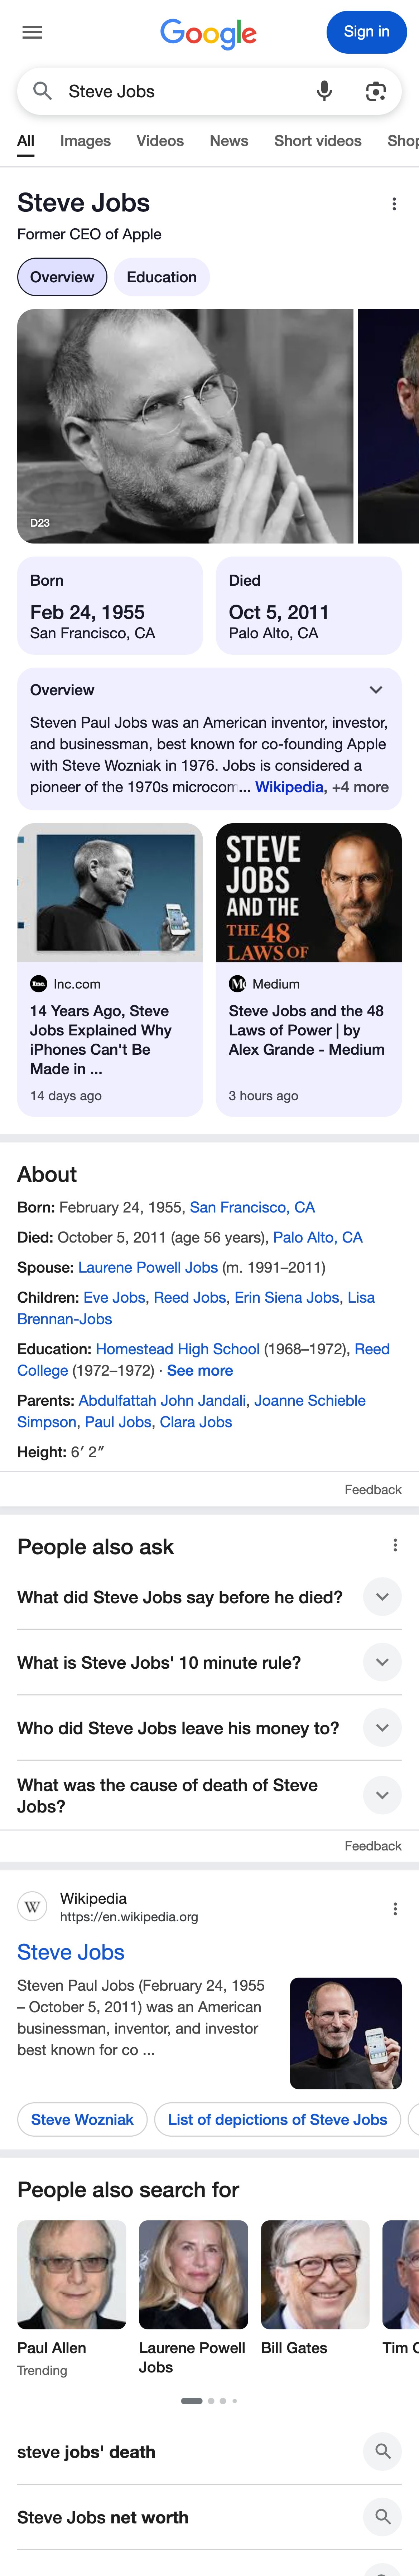 Google
Sign in
Steve Jobs
All Images Videos News Short videos Shop
Steve Jobs
Former CEO of Apple
Overview Education
D23
Born
Feb 24, 1955
San Francisco, CA
Died
Oct 5, 2011
Palo Alto, CA
Overview
Steven Paul Jobs was an American inventor, investor,
and businessman, best known for co-founding Apple
with Steve Wozniak in 1976. Jobs is considered a
pioneer of the 1970s microcom... Wikipedia, +4 more
Inc.com
14 Years Ago, Steve
Jobs Explained Why
iPhones Can't Be
Made in ...
14 days ago
STEVE
JOBS
AND THE
THE 48
LAWS OF
Medium
Steve Jobs and the 48
Laws of Power | by
Alex Grande - Medium
3 hours ago
About
Born: February 24, 1955, San Francisco, CA
Died: October 5, 2011 (age 56 years), Palo Alto, CA
Spouse: Laurene Powell Jobs (m. 1991–2011)
Children: Eve Jobs, Reed Jobs, Erin Siena Jobs, Lisa
Brennan-Jobs
Education: Homestead High School (1968–1972), Reed
College (1972–1972) · See more
Parents: Abdulfattah John Jandali, Joanne Schieble
Simpson, Paul Jobs, Clara Jobs
Height: 6′ 2″
Feedback
People also ask
What did Steve Jobs say before he died?
What is Steve Jobs' 10 minute rule?
Who did Steve Jobs leave his money to?
What was the cause of death of Steve
Jobs?
Feedback
W
Wikipedia
https://en.wikipedia.org
Steve Jobs
Steven Paul Jobs (February 24, 1955
– October 5, 2011) was an American
businessman, inventor, and investor
best known for co ...
Steve Wozniak List of depictions of Steve Jobs
People also search for
Paul Allen
Trending
Laurene Powell
Jobs
Bill Gates
Tim C
steve jobs' death
Steve Jobs net worth